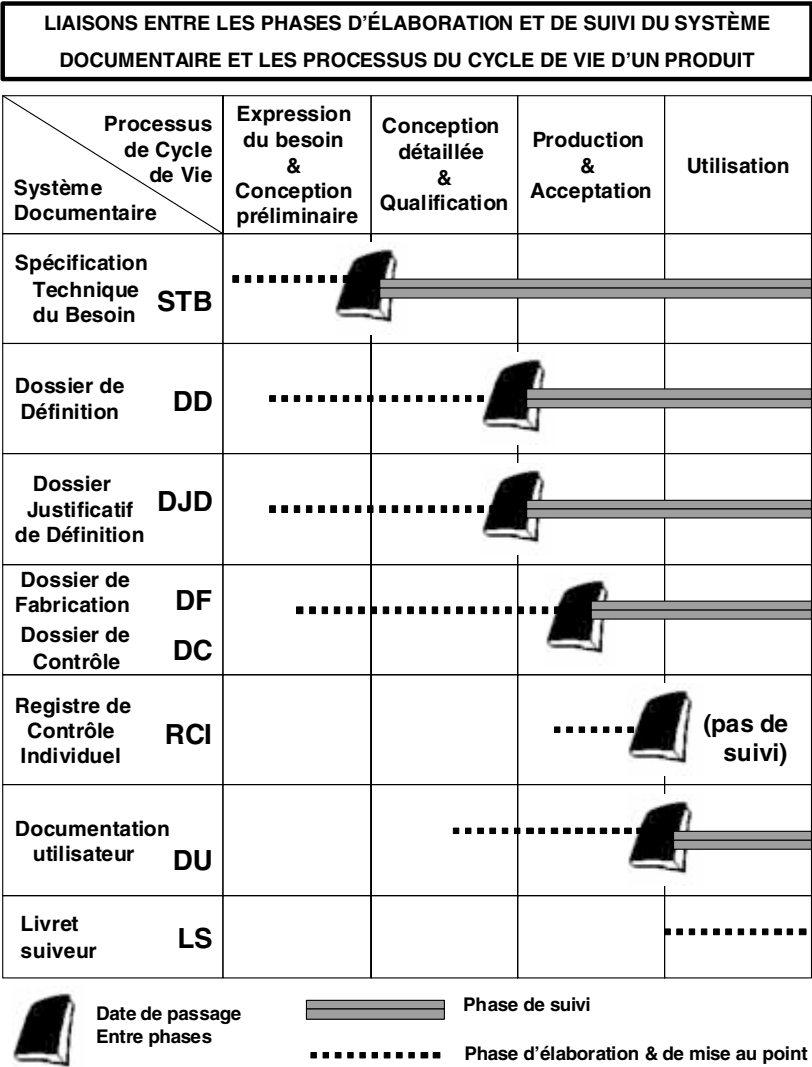 LIAISONS ENTRE LES PHASES D’ÉLABORATION ET DE SUIVI DU SYSTÈME
DOCUMENTAIRE ET LES PROCESSUS DU CYCLE DE VIE D’UN PRODUIT
Processus
de Cycle
de Vie
Système
Documentaire
Expression
du besoin
&
Conception
préliminaire
Conception
détaillée
&
Qualification
Production
&
Acceptation
Utilisation
Spécification
Technique
du Besoin
STB
Dossier de
Définition
DD
Dossier
Justificatif
de Définition
DJD
Dossier de
Fabrication
DF
Dossier de
Contrôle
DC
Registre de
Contrôle
Individuel
RCI
(pas de
suivi)
Documentation
utilisateur
DU
Livret
suiveur
LS
Date de passage
Entre phases
Phase de suivi
Phase d’élaboration & de mise au point